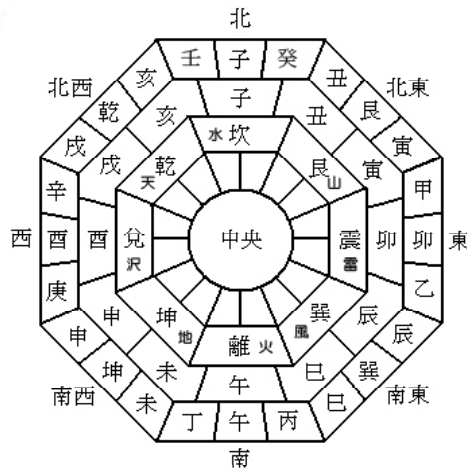 北
壬 子 癸
北西 亥 子 丑 北東
乾 亥 丑 艮
戌 戌 乾 天 水 坎 艮 山 寅 寅
辛 甲
西 酉 酉 兌 沢 中央 震 雷 卯 卯 東
庚 乙
申 申 坤 地 離 火 巽 風 辰 辰
坤 未 午 巳 巽
南西 未 巳 南東
丁 午 丙
南